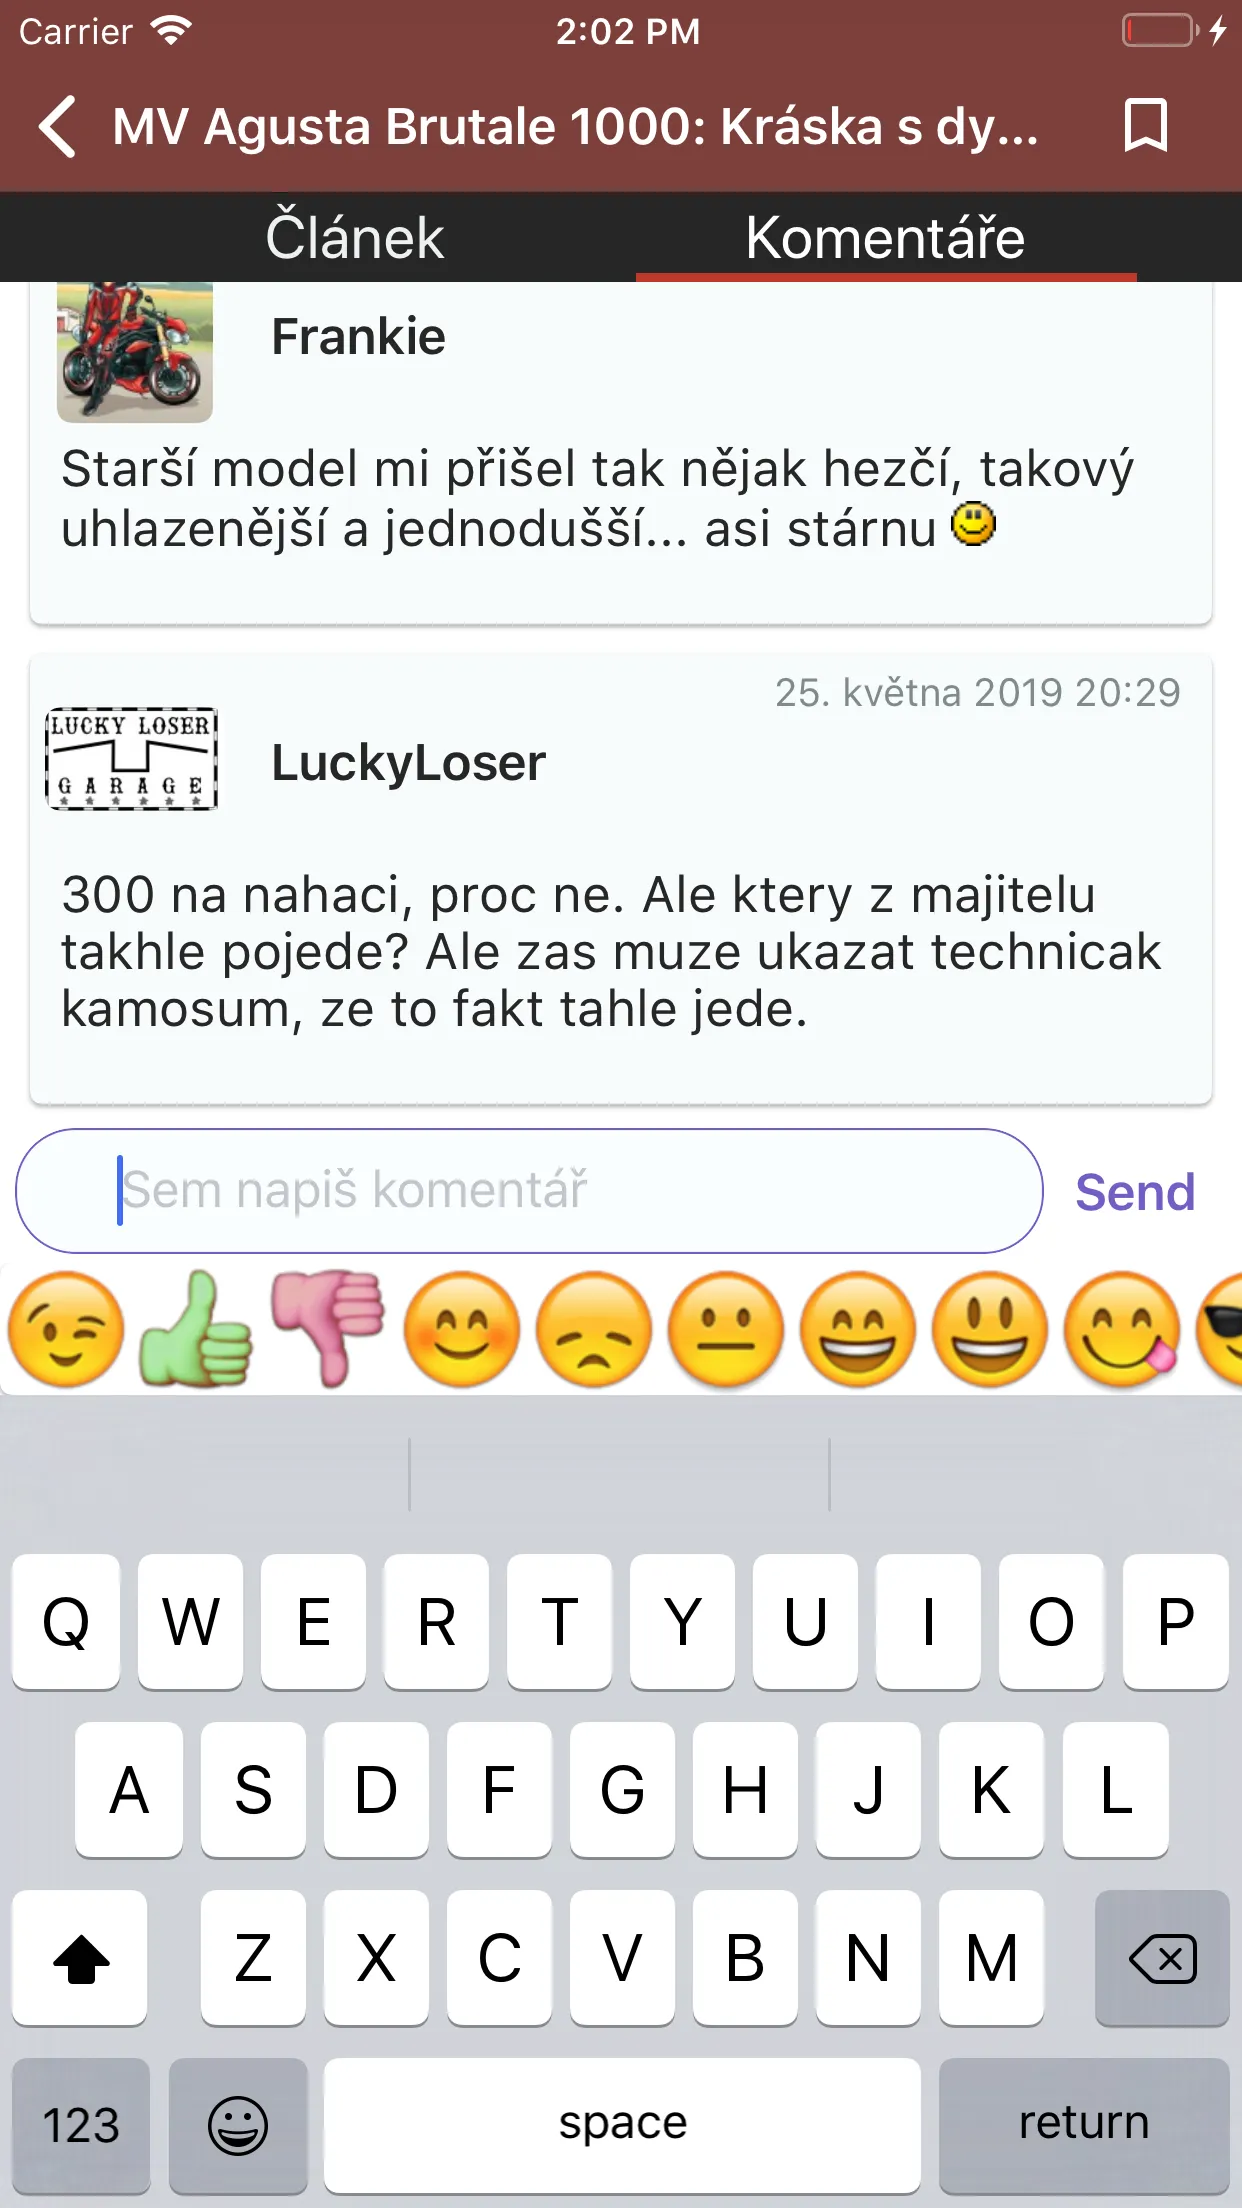 Carrier 2:02 PM
MV Agusta Brutale 1000: Kráska s dy...
Článek Komentáře
Frankie
Starší model mi přišel tak nějak hezčí, takový
uhlazenější a jednodušší... asi stárnu
25. května 2019 20:29
LUCKY LOSER
GARAGE
LuckyLoser
300 na nahaci, proc ne. Ale ktery z majitelu
takhle pojede? Ale zas muze ukazat technicak
kamosum, ze to fakt tahle jede.
Sem napiš komentář Send
Q W E R T Y U I O P
A S D F G H J K L
Z X C V B N M
123 space return